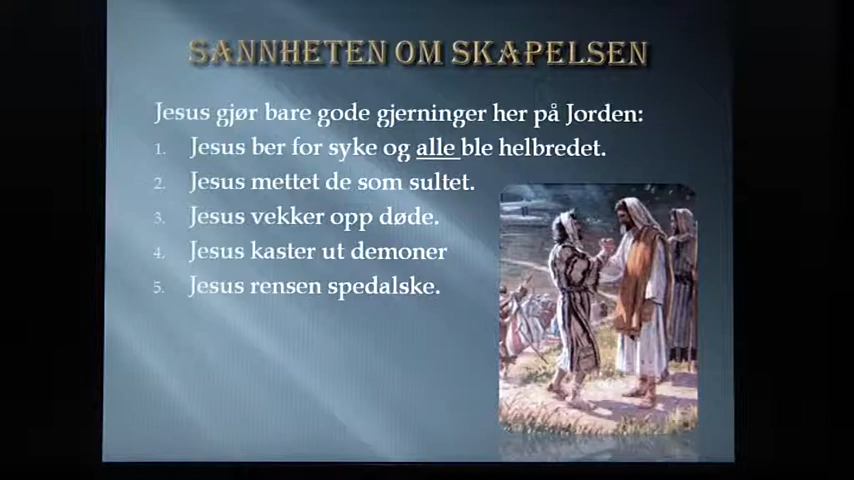 SANNHETEN OM SKAPELSEN
Jesus gjør bare gode gjerninger her på Jorden:
1. Jesus ber for syke og alle ble helbredet.
2. Jesus mettet de som sultet.
3. Jesus vekker opp døde.
4. Jesus kaster ut demoner
5. Jesus rensen spedalske.